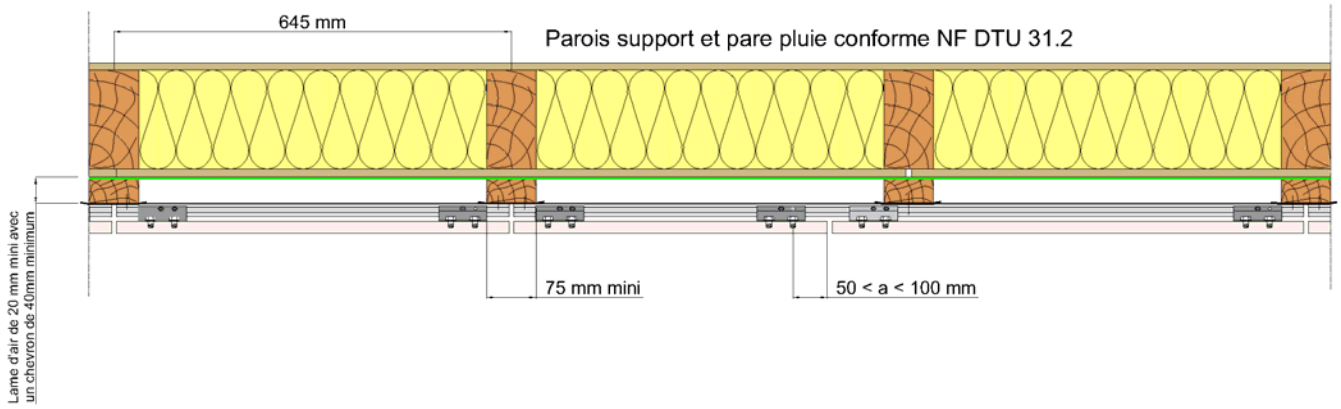 645 mm
Parois support et pare pluie conforme NF DTU 31.2
75 mm mini
50 < a < 100 mm
Lame d'air de 20 mm mini avec
un chevron de 40mm minimum